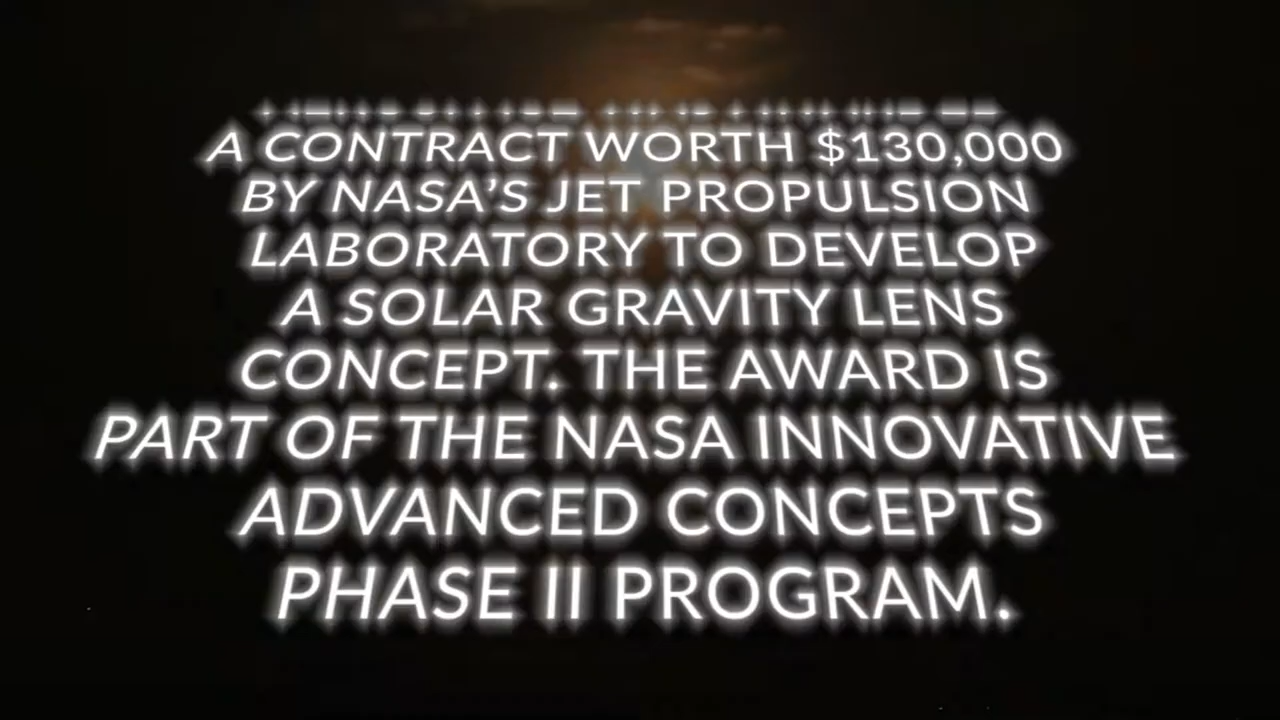 A CONTRACT WORTH $130,000
BY NASA’S JET PROPULSION
LABORATORY TO DEVELOP
A SOLAR GRAVITY LENS
CONCEPT. THE AWARD IS
PART OF THE NASA INNOVATIVE
ADVANCED CONCEPTS
PHASE II PROGRAM.